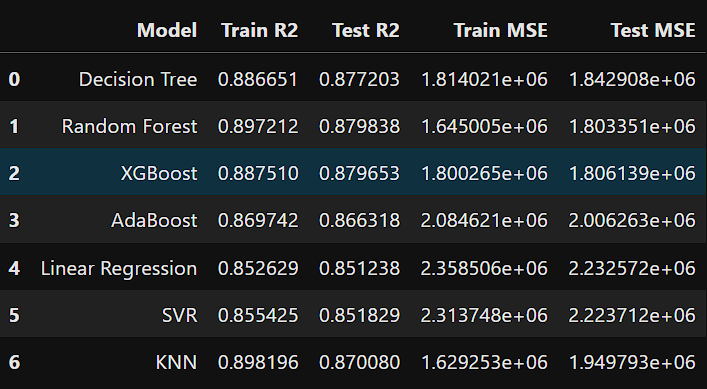 Model Train R2 Test R2 Train MSE Test MSE
0 Decision Tree 0.886651 0.877203 1.814021e+06 1.842908e+06
1 Random Forest 0.897212 0.879838 1.645005e+06 1.803351e+06
2 XGBoost 0.887510 0.879653 1.800265e+06 1.806139e+06
3 AdaBoost 0.869742 0.866318 2.084621e+06 2.006263e+06
4 Linear Regression 0.852629 0.851238 2.358506e+06 2.232572e+06
5 SVR 0.855425 0.851829 2.313748e+06 2.223712e+06
6 KNN 0.898196 0.870080 1.629253e+06 1.949793e+06